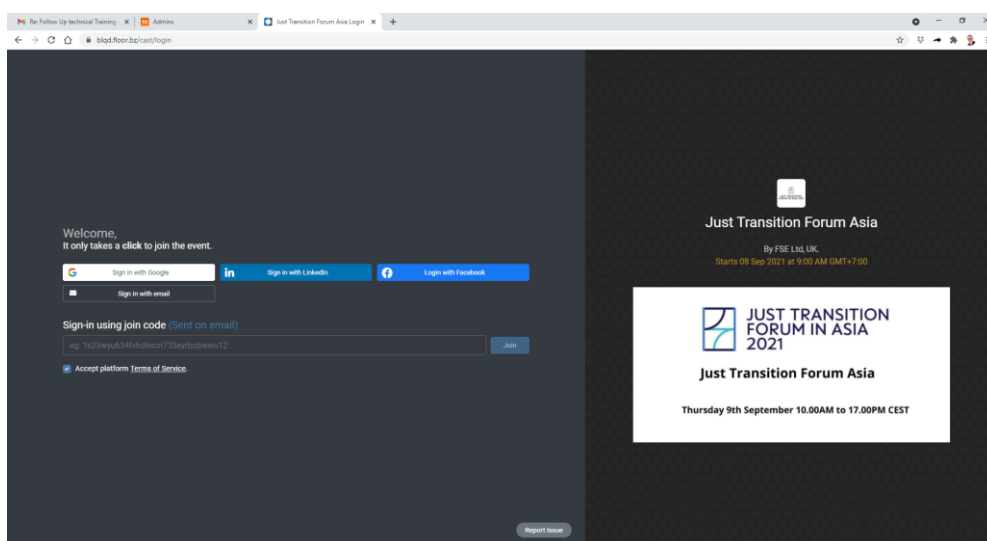 Re: Follow Up technical Training
Admins
Just Transition Forum Asia Login
blqd.floor.bz/cast/login
Welcome,
It only takes a click to join the event.
Sign in with Google
in
Sign in with LinkedIn
Login with Facebook
Sign In with email
Sign-in using join code (Sent on email)
Join
Accept platform Terms of Service.
Report Issue
Just Transition Forum Asia
By FSE Ltd, UK.
Starts 08 Sep 2021 at 9:00 AM GMT+7:00
JUST TRANSITION
FORUM IN ASIA
2021
Just Transition Forum Asia
Thursday 9th September 10.00AM to 17.00PM CEST